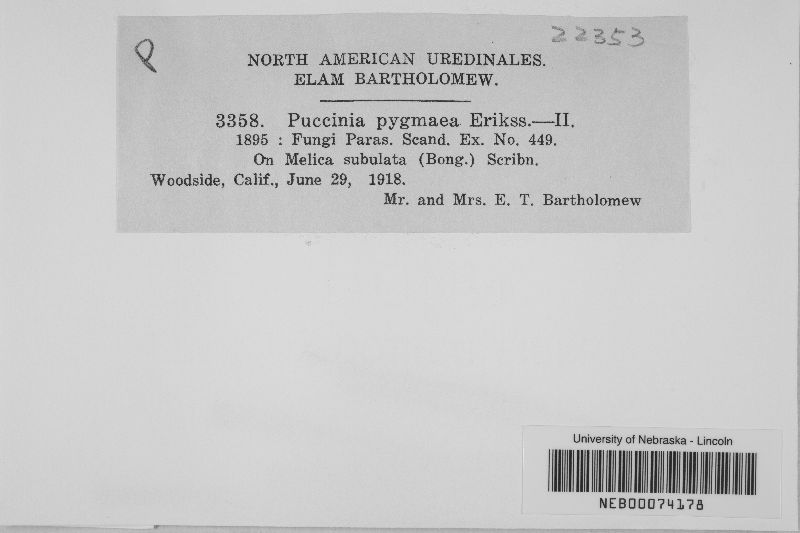 22353
P
NORTH AMERICAN UREDINALES.
ELAM BARTHOLOMEW.
3358. Puccinia pygmaea Erikss.—II.
1895 : Fungi Paras. Scand. Ex. No. 449.
On Melica subulata (Bong.) Scribn.
Woodside, Calif., June 29, 1918.
Mr. and Mrs. E. T. Bartholomew
University of Nebraska - Lincoln
NEB00074178